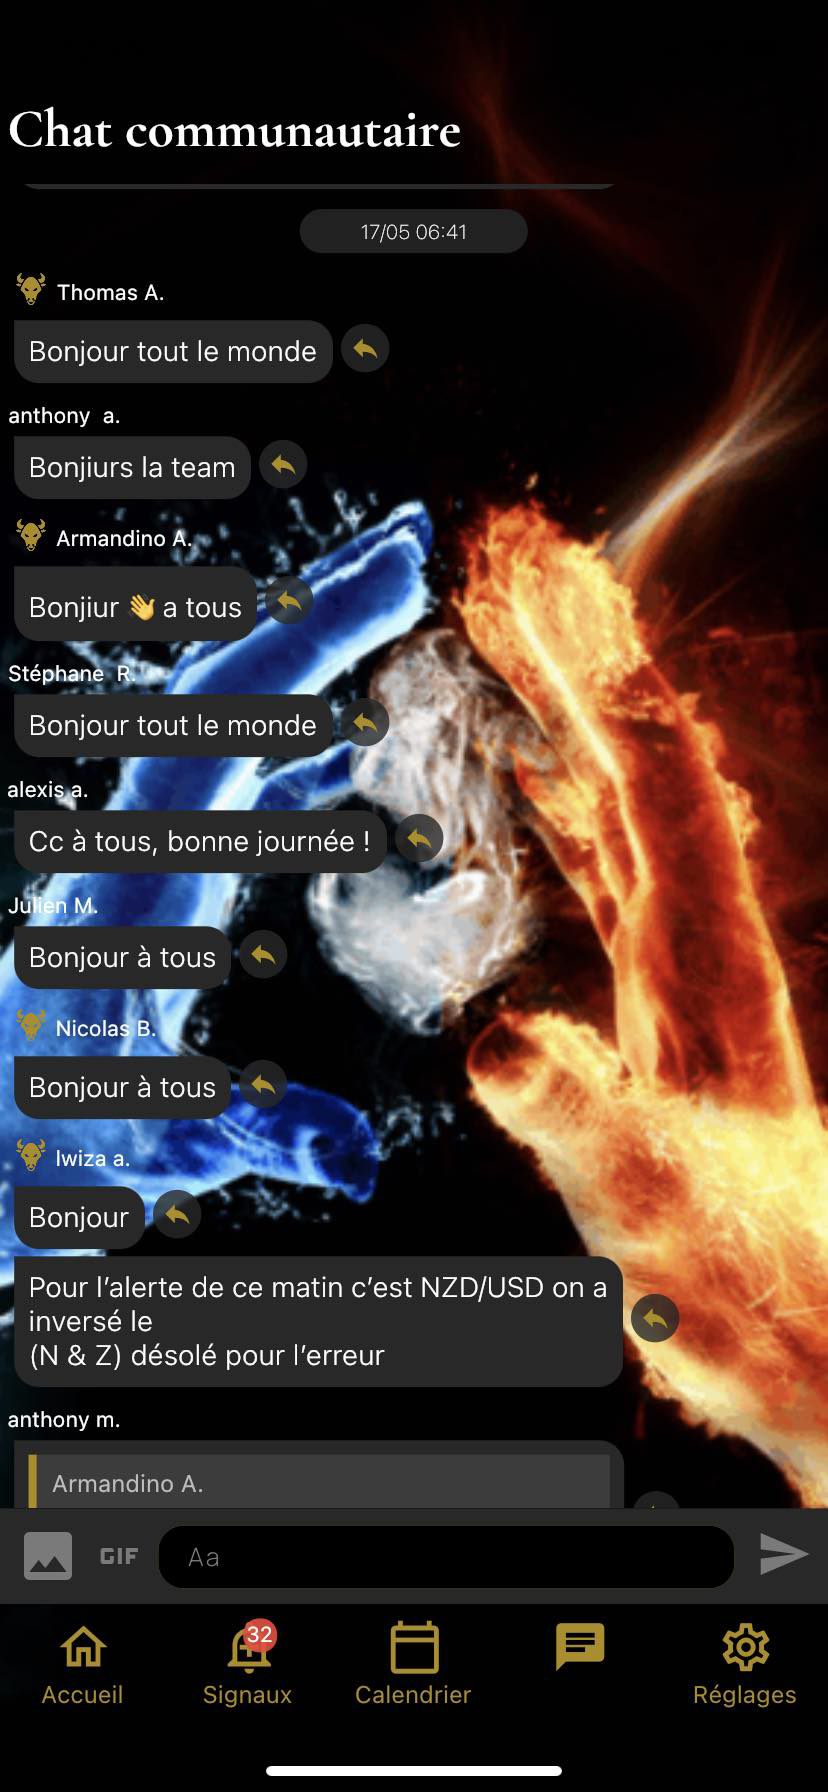 Chat communautaire
17/05 06:41
Thomas A.
Bonjour tout le monde
anthony  a.
Bonjiurs la team
Armandino A.
Bonjiur 👋 a tous
Stéphane  R.
Bonjour tout le monde
alexis a.
Cc à tous, bonne journée !
Julien M.
Bonjour à tous
Nicolas B.
Bonjour à tous
Iwiza a.
Bonjour
Pour l’alerte de ce matin c’est NZD/USD on a
inversé le
(N & Z) désolé pour l’erreur
anthony m.
Armandino A.
GIF
Aa
32
Accueil
Signaux
Calendrier
Réglages